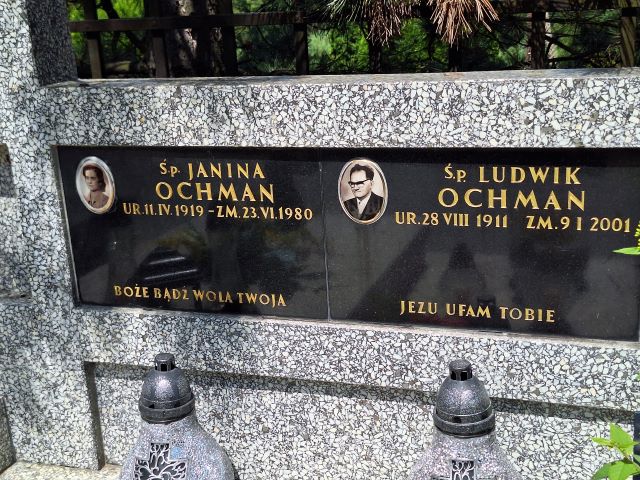 Ś.P. JANINA
OCHMAN
UR.11.IV.1919 - ZM.23.VI.1980
BOŻE BĄDŹ WOLA TWOJA
Ś.P. LUDWIK
OCHMAN
UR.28 VIII 1911 ZM.9 I 2001
JEZU UFAM TOBIE